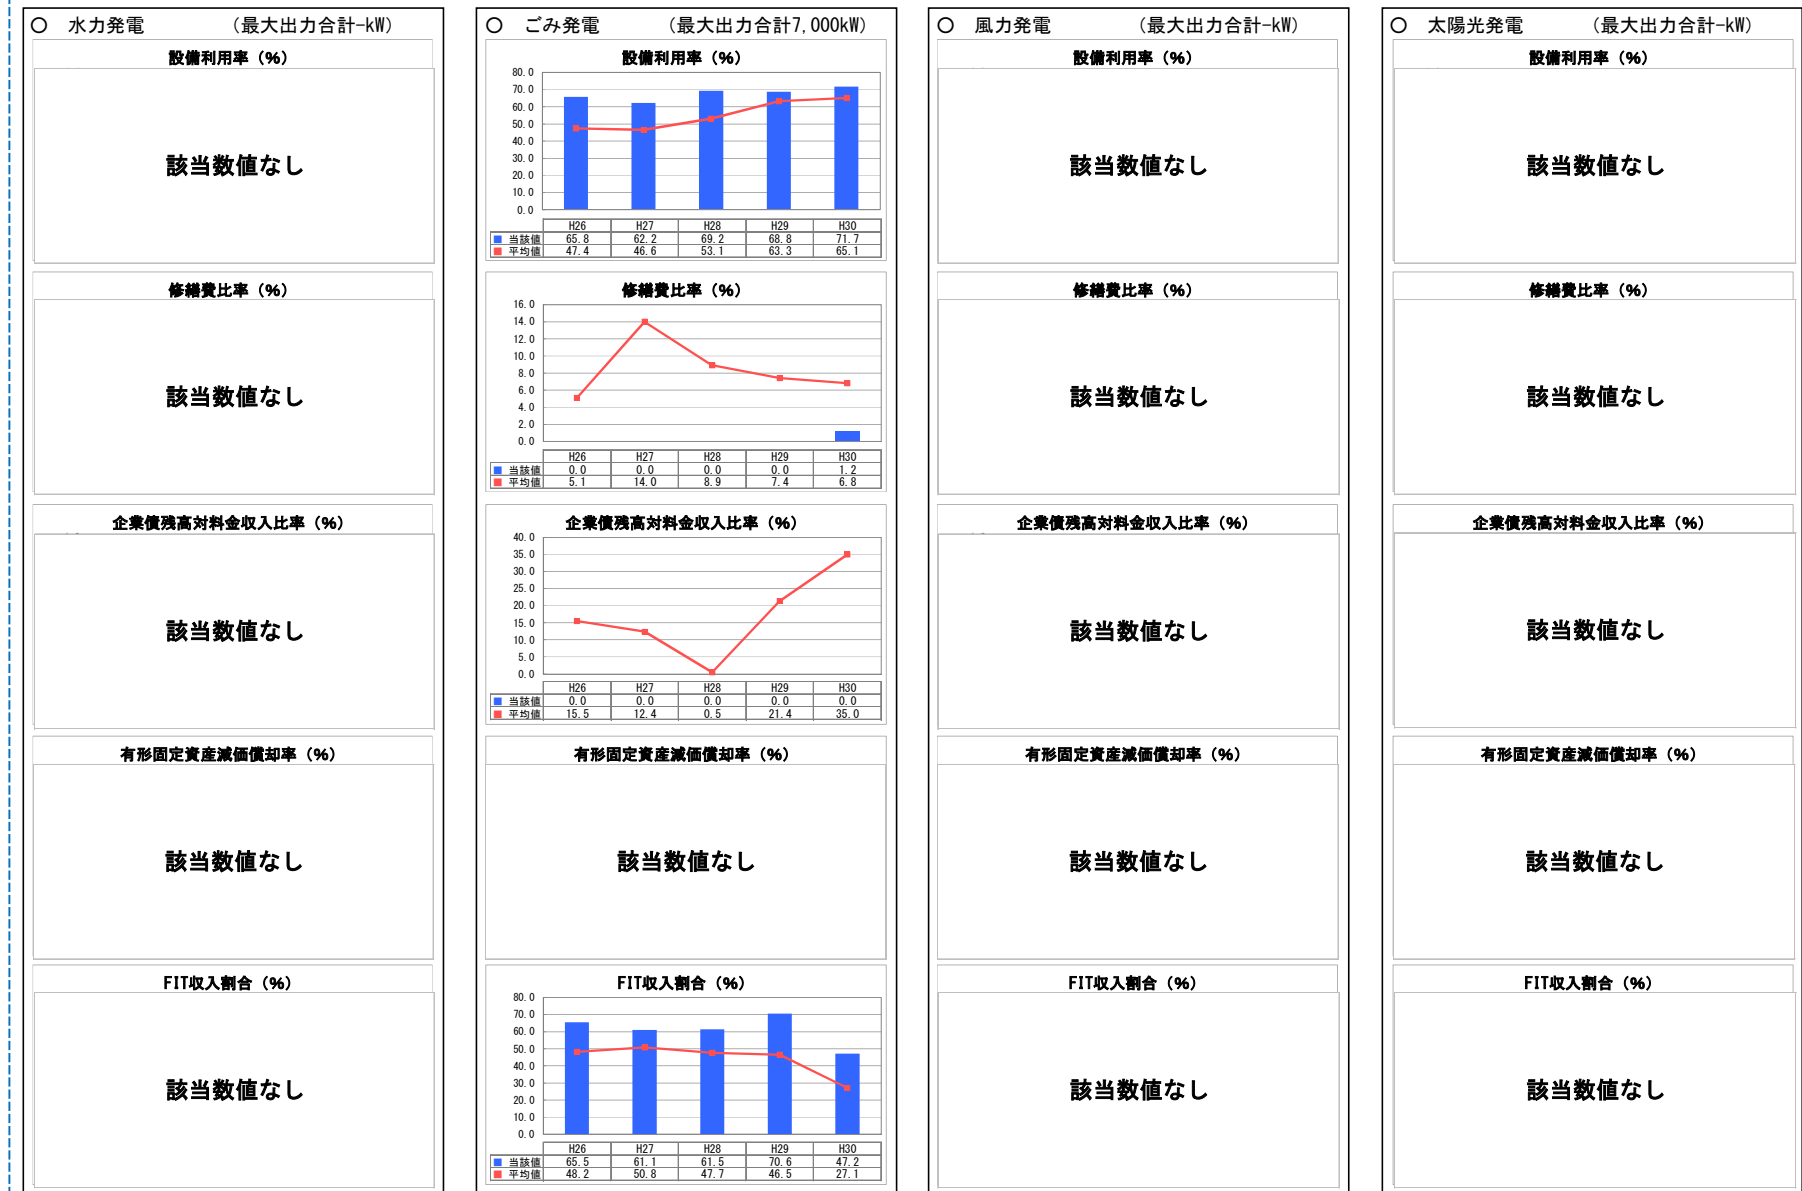 ○ 水力発電 （最大出力合計-kW）
設備利用率（%）
該当数値なし
修繕費比率（%）
該当数値なし
企業債残高対料金収入比率（%）
該当数値なし
有形固定資産減価償却率（%）
該当数値なし
FIT収入割合（%）
該当数値なし
○ ごみ発電 （最大出力合計7,000kW）
設備利用率（%）
80.0
70.0
60.0
50.0
40.0
30.0
20.0
10.0
0.0
H26 H27 H28 H29 H30
当該値 65.8 62.2 69.2 68.8 71.7
平均値 47.4 46.6 53.1 63.3 65.1
修繕費比率（%）
16.0
14.0
12.0
10.0
8.0
6.0
4.0
2.0
0.0
H26 H27 H28 H29 H30
当該値 0.0 0.0 0.0 0.0 1.2
平均値 5.1 14.0 8.9 7.4 6.8
企業債残高対料金収入比率（%）
40.0
35.0
30.0
25.0
20.0
15.0
10.0
5.0
0.0
H26 H27 H28 H29 H30
当該値 0.0 0.0 0.0 0.0 0.0
平均値 15.5 12.4 0.5 21.4 35.0
有形固定資産減価償却率（%）
該当数値なし
FIT収入割合（%）
80.0
70.0
60.0
50.0
40.0
30.0
20.0
10.0
0.0
H26 H27 H28 H29 H30
当該値 65.5 61.1 61.5 70.6 47.2
平均値 48.2 50.8 47.7 46.5 27.1
○ 風力発電 （最大出力合計-kW）
設備利用率（%）
該当数値なし
修繕費比率（%）
該当数値なし
企業債残高対料金収入比率（%）
該当数値なし
有形固定資産減価償却率（%）
該当数値なし
FIT収入割合（%）
該当数値なし
○ 太陽光発電 （最大出力合計-kW）
設備利用率（%）
該当数値なし
修繕費比率（%）
該当数値なし
企業債残高対料金収入比率（%）
該当数値なし
有形固定資産減価償却率（%）
該当数値なし
FIT収入割合（%）
該当数値なし